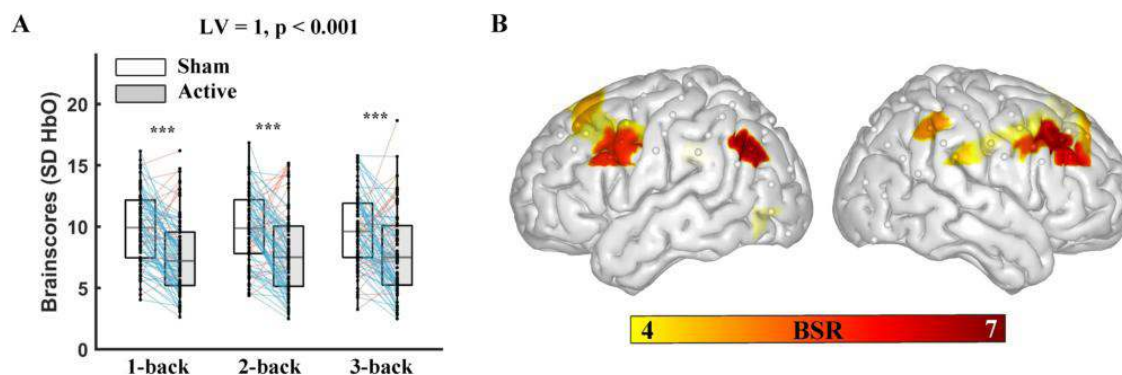 A
LV = 1, p < 0.001
Sham
Active
Brainscores (SD HbO)
20
15
10
5
0
***
***
***
1-back
2-back
3-back
B
4
BSR
7